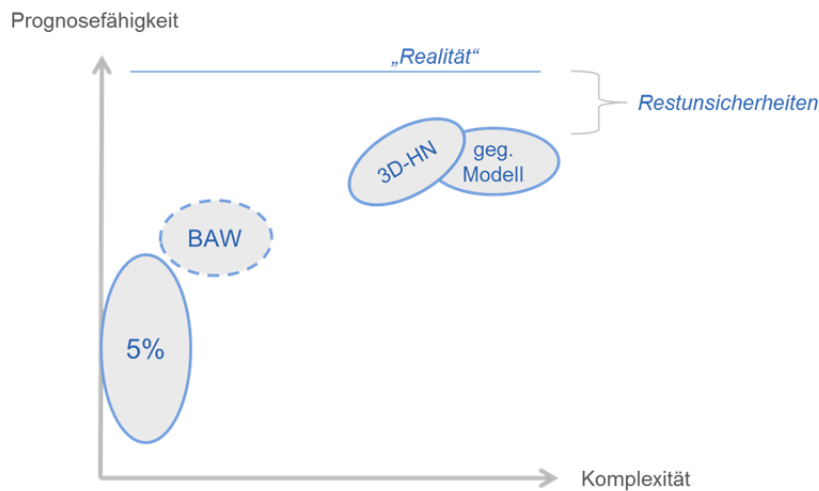 Prognosefähigkeit
„Realität“
Restunsicherheiten
3D-HN
geg.
Modell
BAW
5%
Komplexität